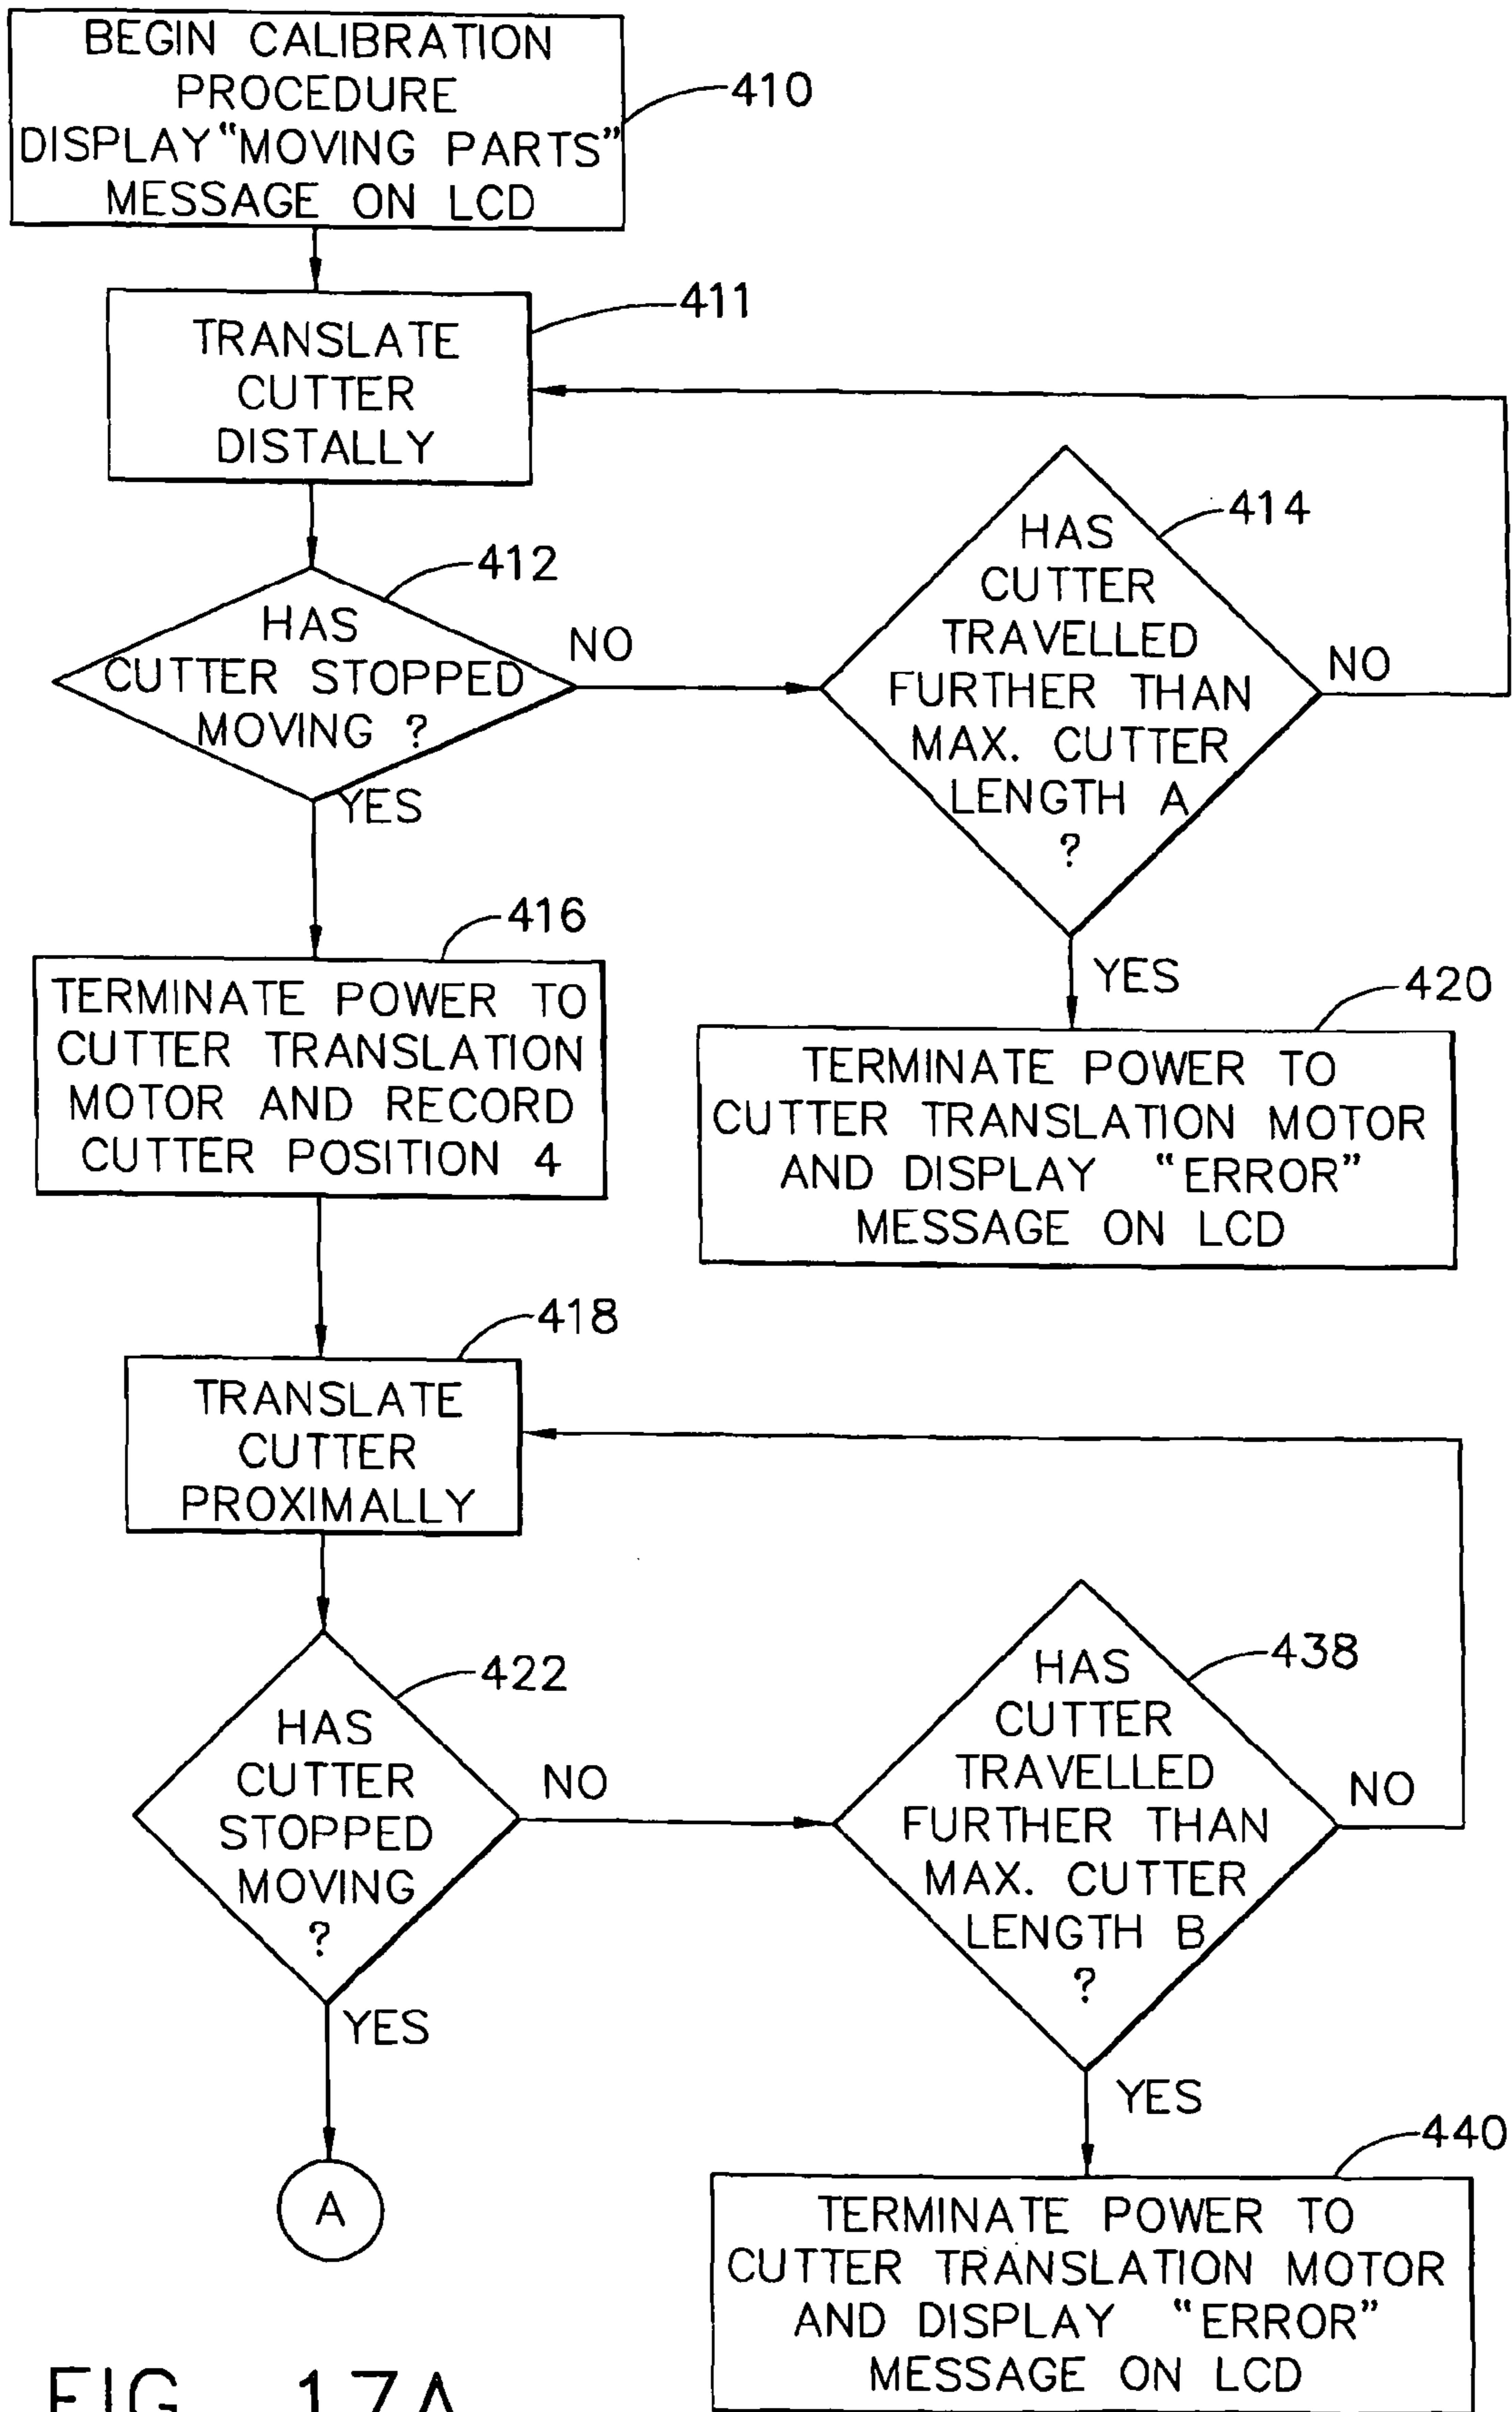 BEGIN CALIBRATION
PROCEDURE
DISPLAY "MOVING PARTS"
MESSAGE ON LCD
410
TRANSLATE
CUTTER
DISTALLY
411
HAS
CUTTER STOPPED
MOVING ?
412
NO
YES
HAS
CUTTER
TRAVELLED
FURTHER THAN
MAX. CUTTER
LENGTH A
?
414
NO
YES
TERMINATE POWER TO
CUTTER TRANSLATION
MOTOR AND RECORD
CUTTER POSITION 4
416
TERMINATE POWER TO
CUTTER TRANSLATION MOTOR
AND DISPLAY "ERROR"
MESSAGE ON LCD
420
TRANSLATE
CUTTER
PROXIMALLY
418
HAS
CUTTER
STOPPED
MOVING
?
422
NO
YES
HAS
CUTTER
TRAVELLED
FURTHER THAN
MAX. CUTTER
LENGTH B
?
438
NO
YES
A
TERMINATE POWER TO
CUTTER TRANSLATION MOTOR
AND DISPLAY "ERROR"
MESSAGE ON LCD
440
FIG. 17A